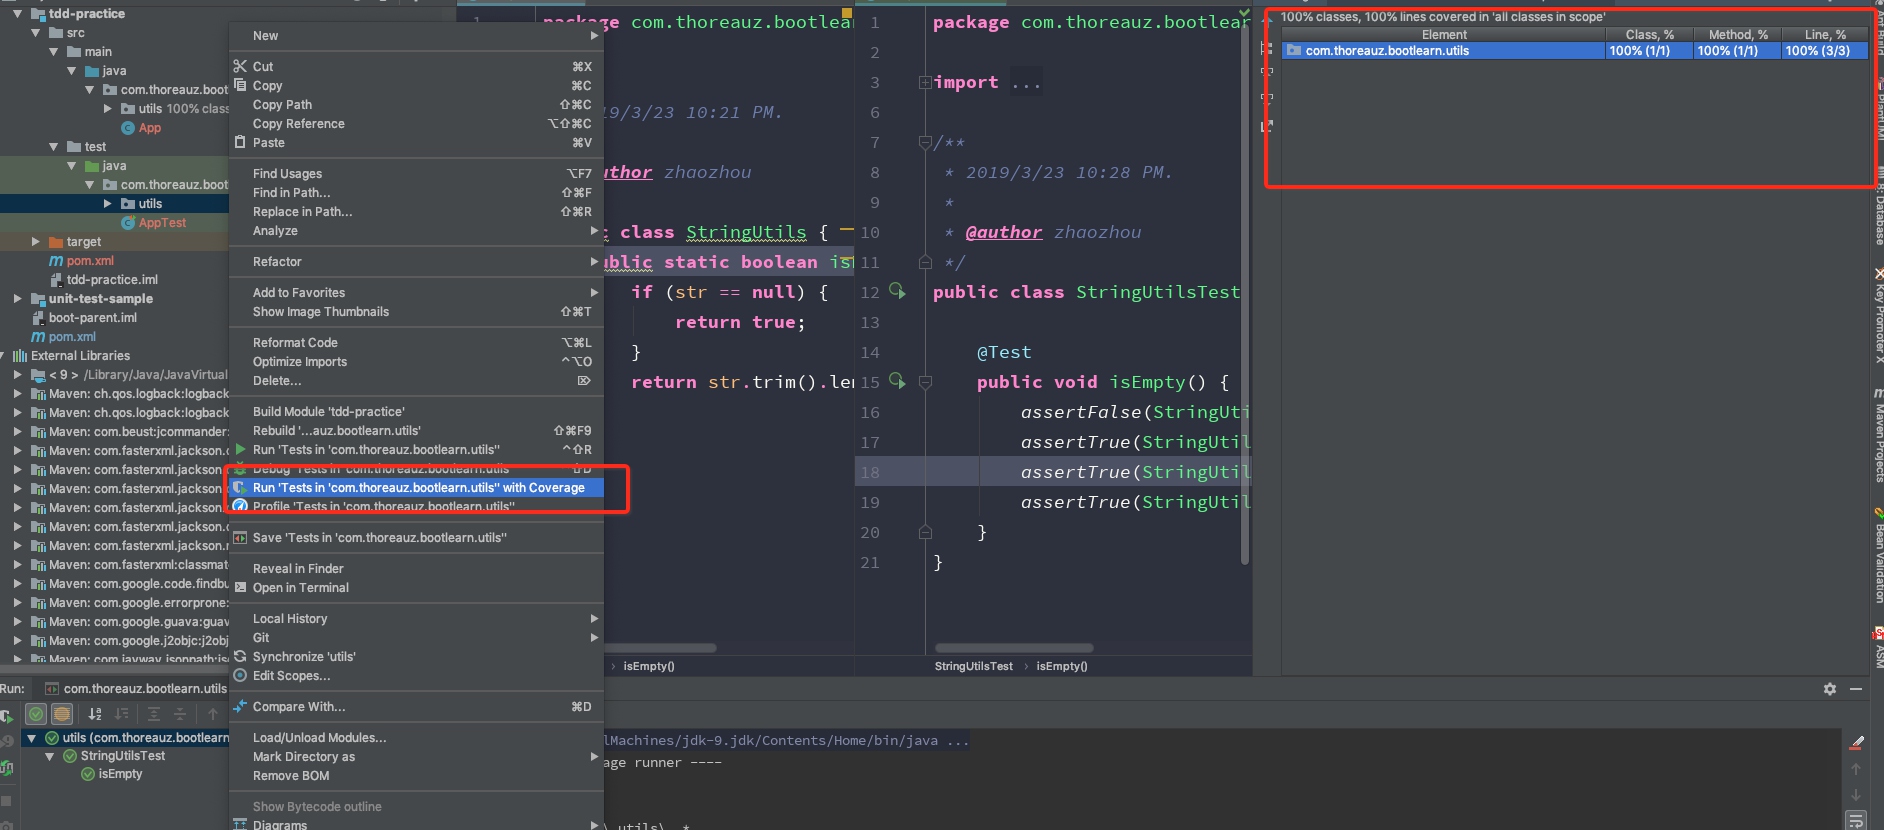 tdd-practice
src
main
java
com.thoreauz.boot
utils 100% class
App
test
java
com.thoreauz.boot
utils
AppTest
target
pom.xml
tdd-practice.iml
unit-test-sample
boot-parent.iml
pom.xml
External Libraries
< 9 > /Library/Java/JavaVirtual
Maven: ch.qos.logback:logback
Maven: ch.qos.logback:logback
Maven: com.beust:jcommander:
Maven: com.fasterxml.jackson.
Maven: com.fasterxml.jackson.
Maven: com.fasterxml.jackson.
Maven: com.fasterxml.jackson.
Maven: com.fasterxml.jackson.
Maven: com.fasterxml.jackson.
Maven: com.fasterxml:classmat
Maven: com.google.code.findbu
Maven: com.google.errorprone:
Maven: com.google.guava:guav
Maven: com.google.j2objc:j2obj
Maven: com.jayway.jsonpath:js
New
Cut ⌘X
Copy ⌘C
Copy Path ⇧⌘C
Copy Reference ⌥⇧⌘C
Paste ⌘V
Find Usages ⌥F7
Find in Path... ⇧⌘F
Replace in Path... ⇧⌘R
Analyze
Refactor
Add to Favorites
Show Image Thumbnails ⇧⌘T
Reformat Code ⌥⌘L
Optimize Imports ^⌥O
Delete... ⌦
Build Module 'tdd-practice'
Rebuild '...auz.bootlearn.utils' ⇧⌘F9
Run 'Tests in 'com.thoreauz.bootlearn.utils'' ^⇧R
Debug 'Tests in 'com.thoreauz.bootlearn.utils'' ^⇧D
Run 'Tests in 'com.thoreauz.bootlearn.utils'' with Coverage
Profile 'Tests in 'com.thoreauz.bootlearn.utils''
Save 'Tests in 'com.thoreauz.bootlearn.utils''
Reveal in Finder
Open in Terminal
Local History
Git
Synchronize 'utils'
Edit Scopes...
Compare With... ⌘D
Load/Unload Modules...
Mark Directory as
Remove BOM
Show Bytecode outline
Diagrams
1 package com.thoreauz.bootlear
19/3/23 10:21 PM.
uthor zhaozhou
c class StringUtils {
ublic static boolean is
if (str == null) {
return true;
}
return str.trim().len
isEmpty()
1 package com.thoreauz.bootlear
2
3 import ...
6
7 /**
8 * 2019/3/23 10:28 PM.
9 *
10 * @author zhaozhou
11 */
12 public class StringUtilsTest
13
14 @Test
15 public void isEmpty() {
16 assertFalse(StringUti
17 assertTrue(StringUtil
18 assertTrue(StringUtil
19 assertTrue(StringUtil
20 }
21 }
StringUtilsTest › isEmpty()
100% classes, 100% lines covered in 'all classes in scope'
Element Class, % Method, % Line, %
com.thoreauz.bootlearn.utils 100% (1/1) 100% (1/1) 100% (3/3)
Ant Build
PlantUML
8: Database
Key Promoter X
Maven Projects
Bean Validation
ASM
Run: com.thoreauz.bootlearn.utils
utils (com.thoreauz.bootlearn
StringUtilsTest
isEmpty
lMachines/jdk-9.jdk/Contents/Home/bin/java ...
age runner ----
\.utils\..*